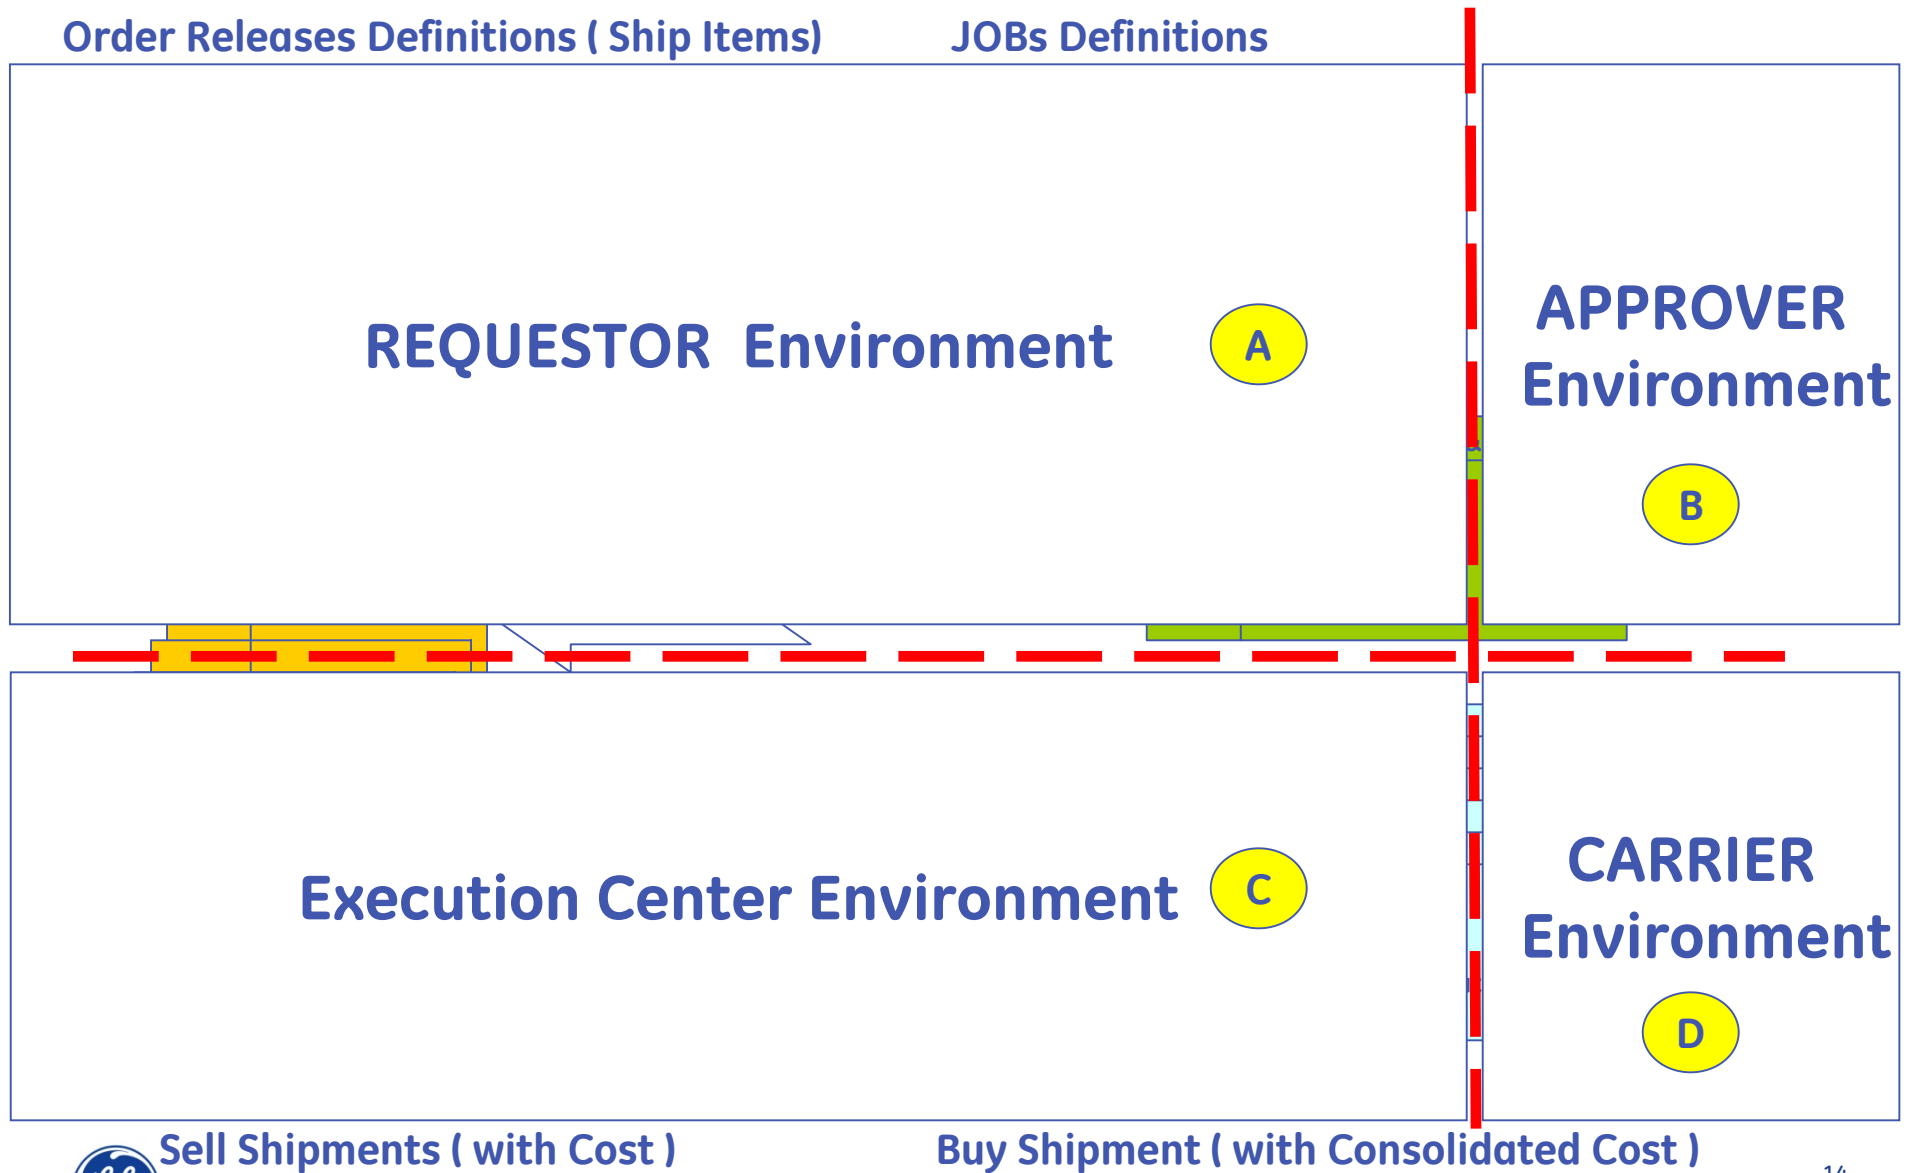 Order Releases Definitions ( Ship Items) JOBs Definitions
REQUESTOR Environment A
APPROVER
Environment
B
Execution Center Environment C
CARRIER
Environment
D
Sell Shipments ( with Cost ) Buy Shipment ( with Consolidated Cost )
14